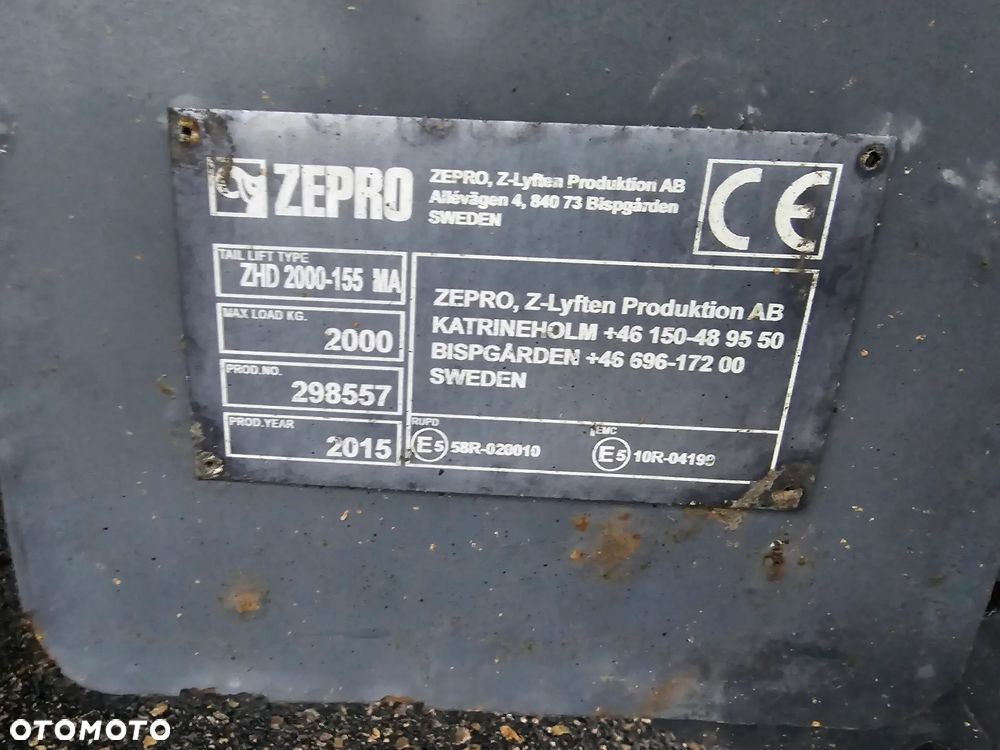 ZEPRO
ZEPRO, Z-Lyften Produktion AB
Allévägen 4, 840 73 Bispgården
SWEDEN
CE
TAIL LIFT TYPE
ZHD 2000-155 MA
MAX LOAD KG.
2000
PROD.NO.
298557
PROD.YEAR
2015
ZEPRO, Z-Lyften Produktion AB
KATRINEHOLM +46 150-48 95 50
BISPGÅRDEN +46 696-172 00
SWEDEN
RUPD
E5 58R-020010
EMC
E5 10R-04199
OTOMOTO